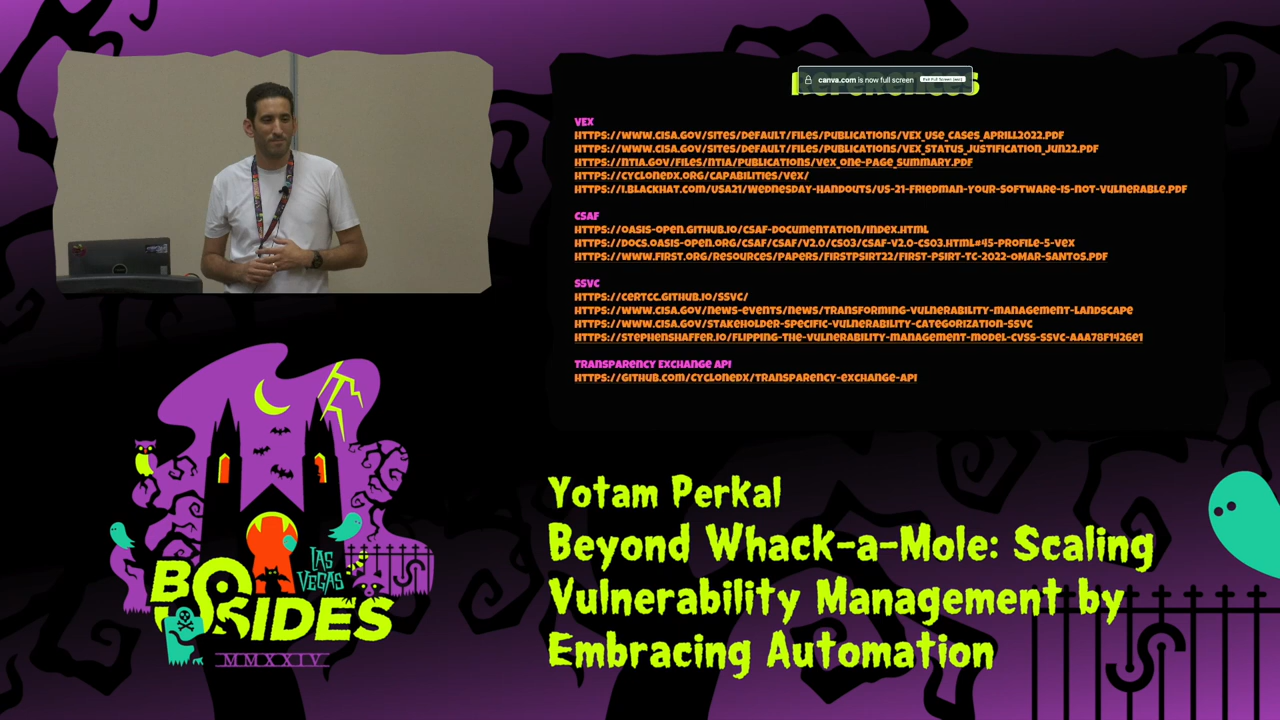 References
canva.com is now full screen
VEX
https://www.cisa.gov/sites/default/files/publications/VEX_Use_Cases_Aprill2022.pdf
https://www.cisa.gov/sites/default/files/publications/VEX_Status_Justification_Jun22.pdf
https://ntia.gov/files/ntia/publications/vex_one-page_summary.pdf
https://cyclonedx.org/capabilities/vex/
https://i.blackhat.com/USA21/Wednesday-Handouts/us-21-Friedman-Your-Software-Is-Not-Vulnerable.pdf
CSAF
https://oasis-open.github.io/csaf-documentation/index.html
https://docs.oasis-open.org/csaf/csaf/v2.0/cs03/csaf-v2.0-cs03.html#45-profile-5-vex
https://www.first.org/resources/papers/firstpsirt22/FIRST-PSIRT-TC-2022-Omar-Santos.pdf
SSVC
https://certcc.github.io/SSVC/
https://www.cisa.gov/news-events/news/transforming-vulnerability-management-landscape
https://www.cisa.gov/stakeholder-specific-vulnerability-categorization-ssvc
https://stephenshaffer.io/flipping-the-vulnerability-management-model-cvss-ssvc-aaa78f1426e1
Transparency Exchange API
https://github.com/CycloneDX/transparency-exchange-api
LAS
VEGAS
BSIDES
MMXXIV
Yotam Perkal
Beyond Whack-a-Mole: Scaling
Vulnerability Management by
Embracing Automation